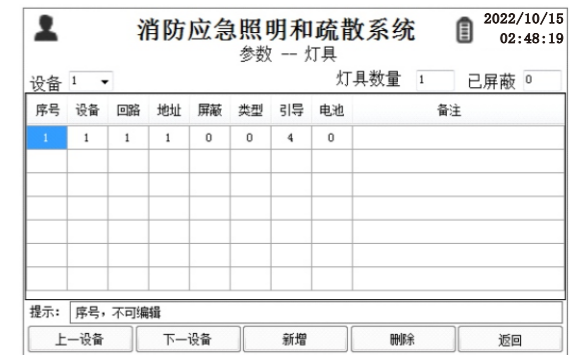 消防应急照明和疏散系统
2022/10/15
02:48:19
参数 -- 灯具
设备 1 灯具数量 1 已屏蔽 0
序号 设备 回路 地址 屏蔽 类型 引导 电池 备注
1 1 1 1 0 0 4 0
提示: 序号，不可编辑
上一设备 下一设备 新增 删除 返回